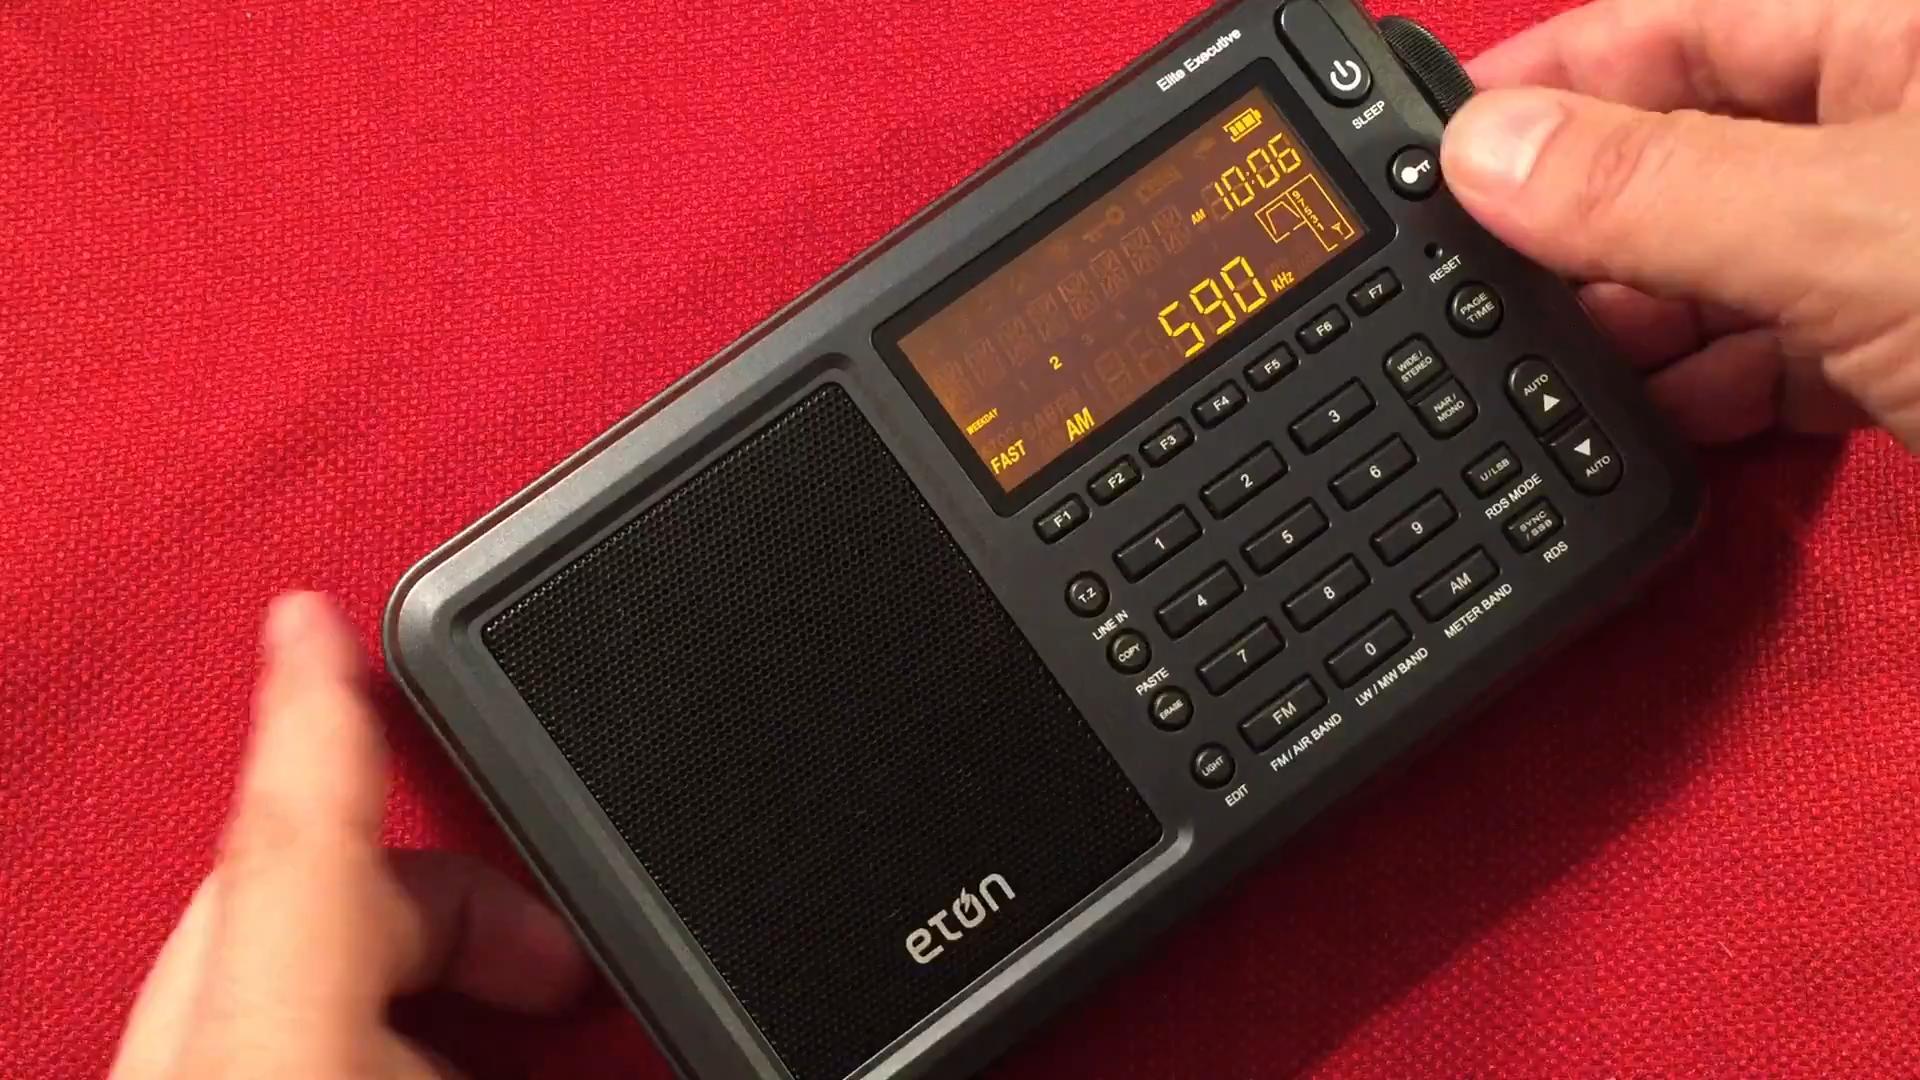 Elite Executive
SLEEP
AM 10:06
97531
590 KHz
2
WEEKDAY
FAST AM
RESET
PAGE
TIME
F1 F2 F3 F4 F5 F6 F7
WIDE/
STEREO
NAR/
MONO
AUTO
AUTO
1 2 3
4 5 6
7 8 9
FM 0 AM
U/LSB
RDS MODE
SYNC
/SSB
RDS
T.Z
LINE IN
COPY
PASTE
ERASE
LIGHT
EDIT
FM / AIR BAND
LW / MW BAND
METER BAND
etón